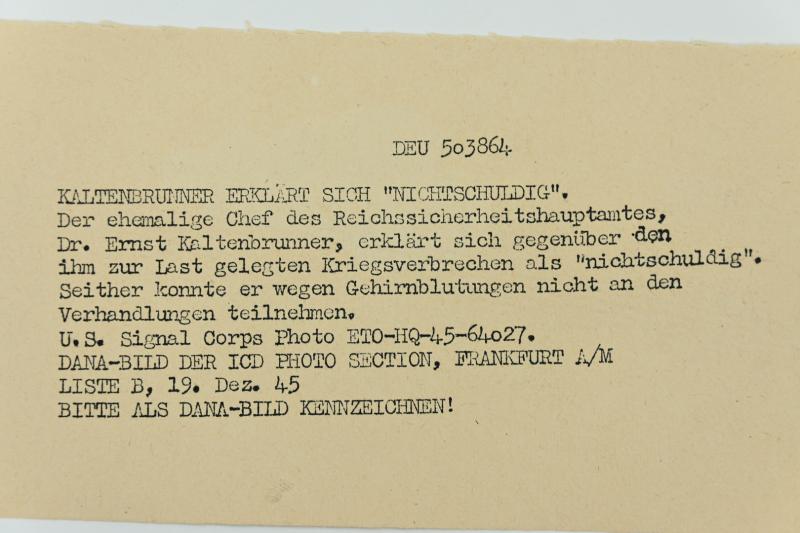 DEU 503864
KALTENBRUNNER ERKLÄRT SICH "NICHTSCHULDIG".
Der ehemalige Chef des Reichssicherheitshauptamtes,
Dr. Ernst Kaltenbrunner, erklärt sich gegenüber den
ihm zur Last gelegten Kriegsverbrechen als "nichtschuldig".
Seither konnte er wegen Gehirnblutungen nicht an den
Verhandlungen teilnehmen.
U.S. Signal Corps Photo ETO-HQ-45-64027.
DANA-BILD DER ICD PHOTO SECTION, FRANKFURT A/M
LISTE B, 19. Dez. 45
BITTE ALS DANA-BILD KENNZEICHNEN!